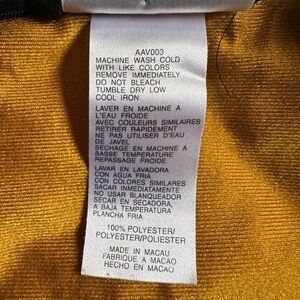 AAV003
MACHINE WASH COLD
WITH LIKE COLORS
REMOVE IMMEDIATELY
DO NOT BLEACH
TUMBLE DRY LOW
COOL IRON
LAVER EN MACHINE A
L'EAU FROIDE
AVEC COULEURS SIMILAIRES
RETIRER RAPIDEMENT
NE PAS UTILISER D'EAU
DE JAVEL
SECHAGE EN MACHINE A
BASSE TEMPERATURE
REPASSAGE FROIDE
LAVAR EN LAVADORA
CON AGUA FRIA
CON COLORES SIMILARES
SACAR INMEDIATAMENTE
NO USAR BLANQUEADOR
SECAR EN SECADORA,
A BAJA TEMPERATURA
PLANCHA FRIA
100% POLYESTER/
POLYESTER/POLIESTER
MADE IN MACAU
FABRIQUE A MACAO
HECHO EN MACAO